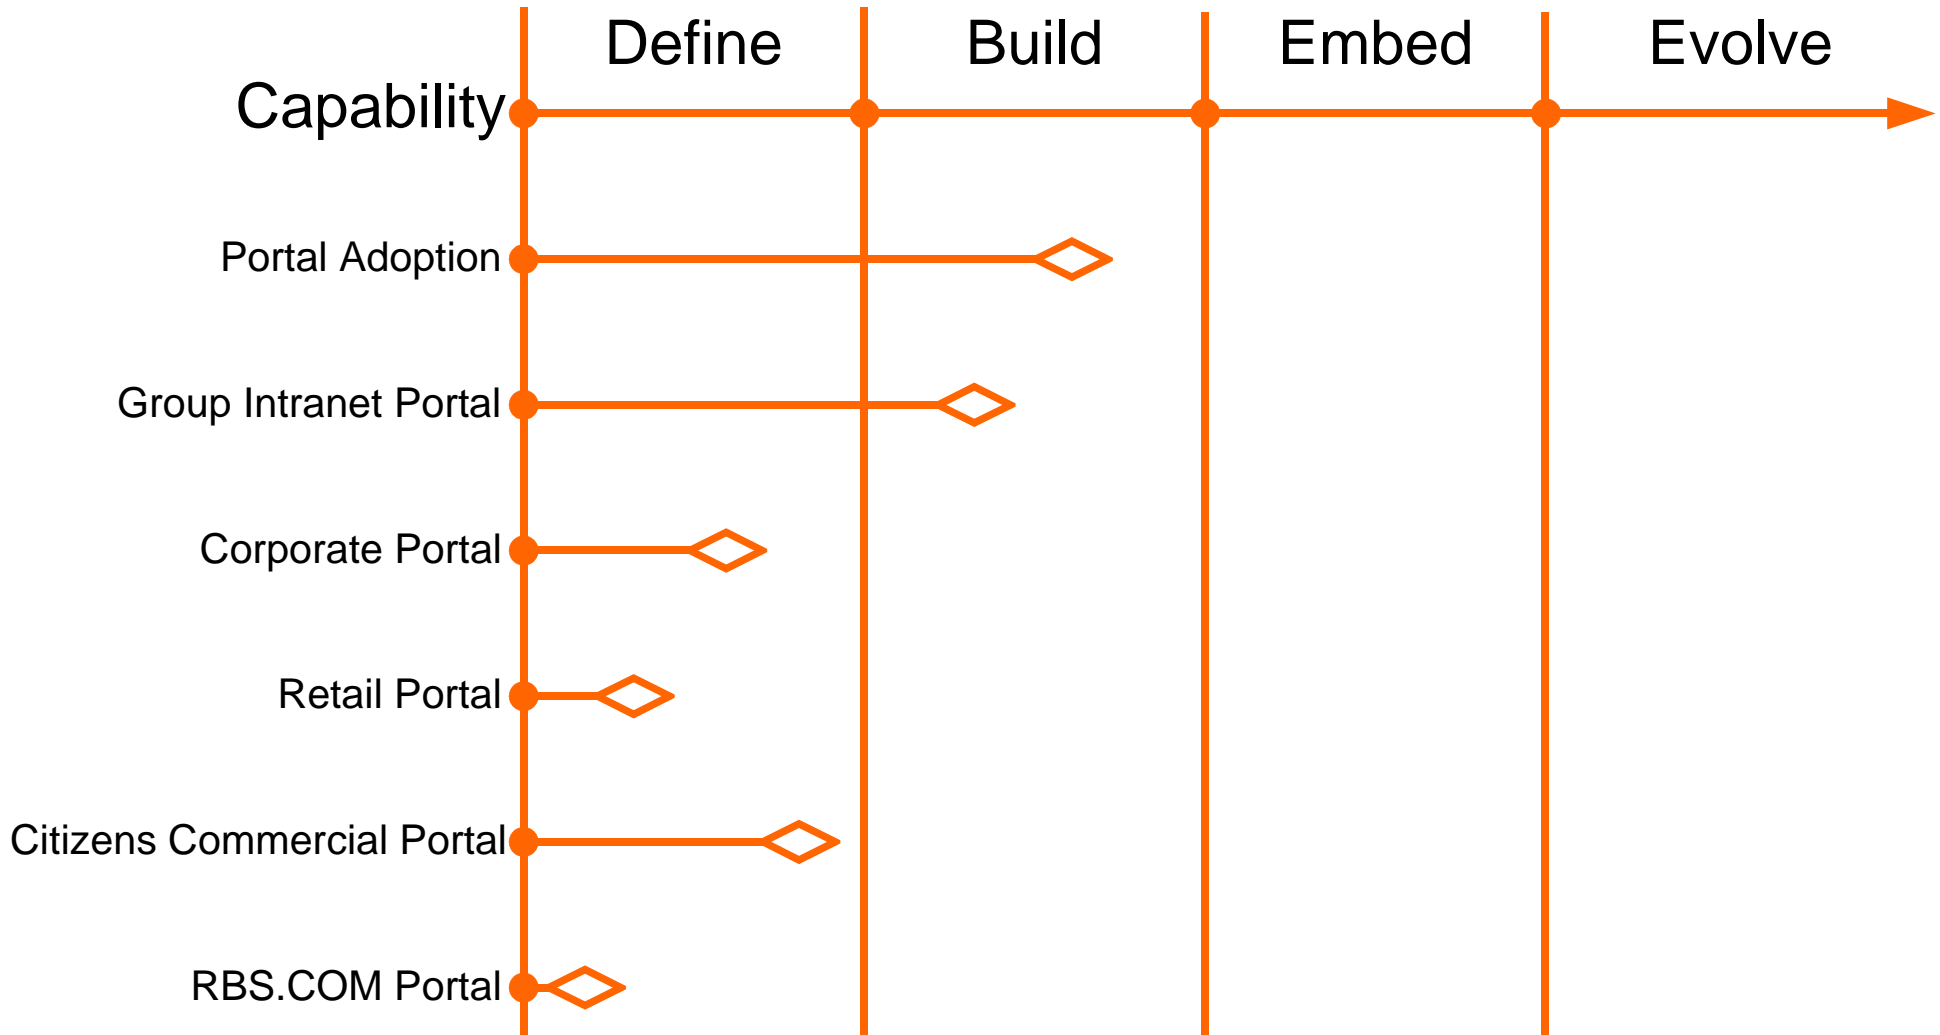 Define Build Embed Evolve
Capability
Portal Adoption
Group Intranet Portal
Corporate Portal
Retail Portal
Citizens Commercial Portal
RBS.COM Portal